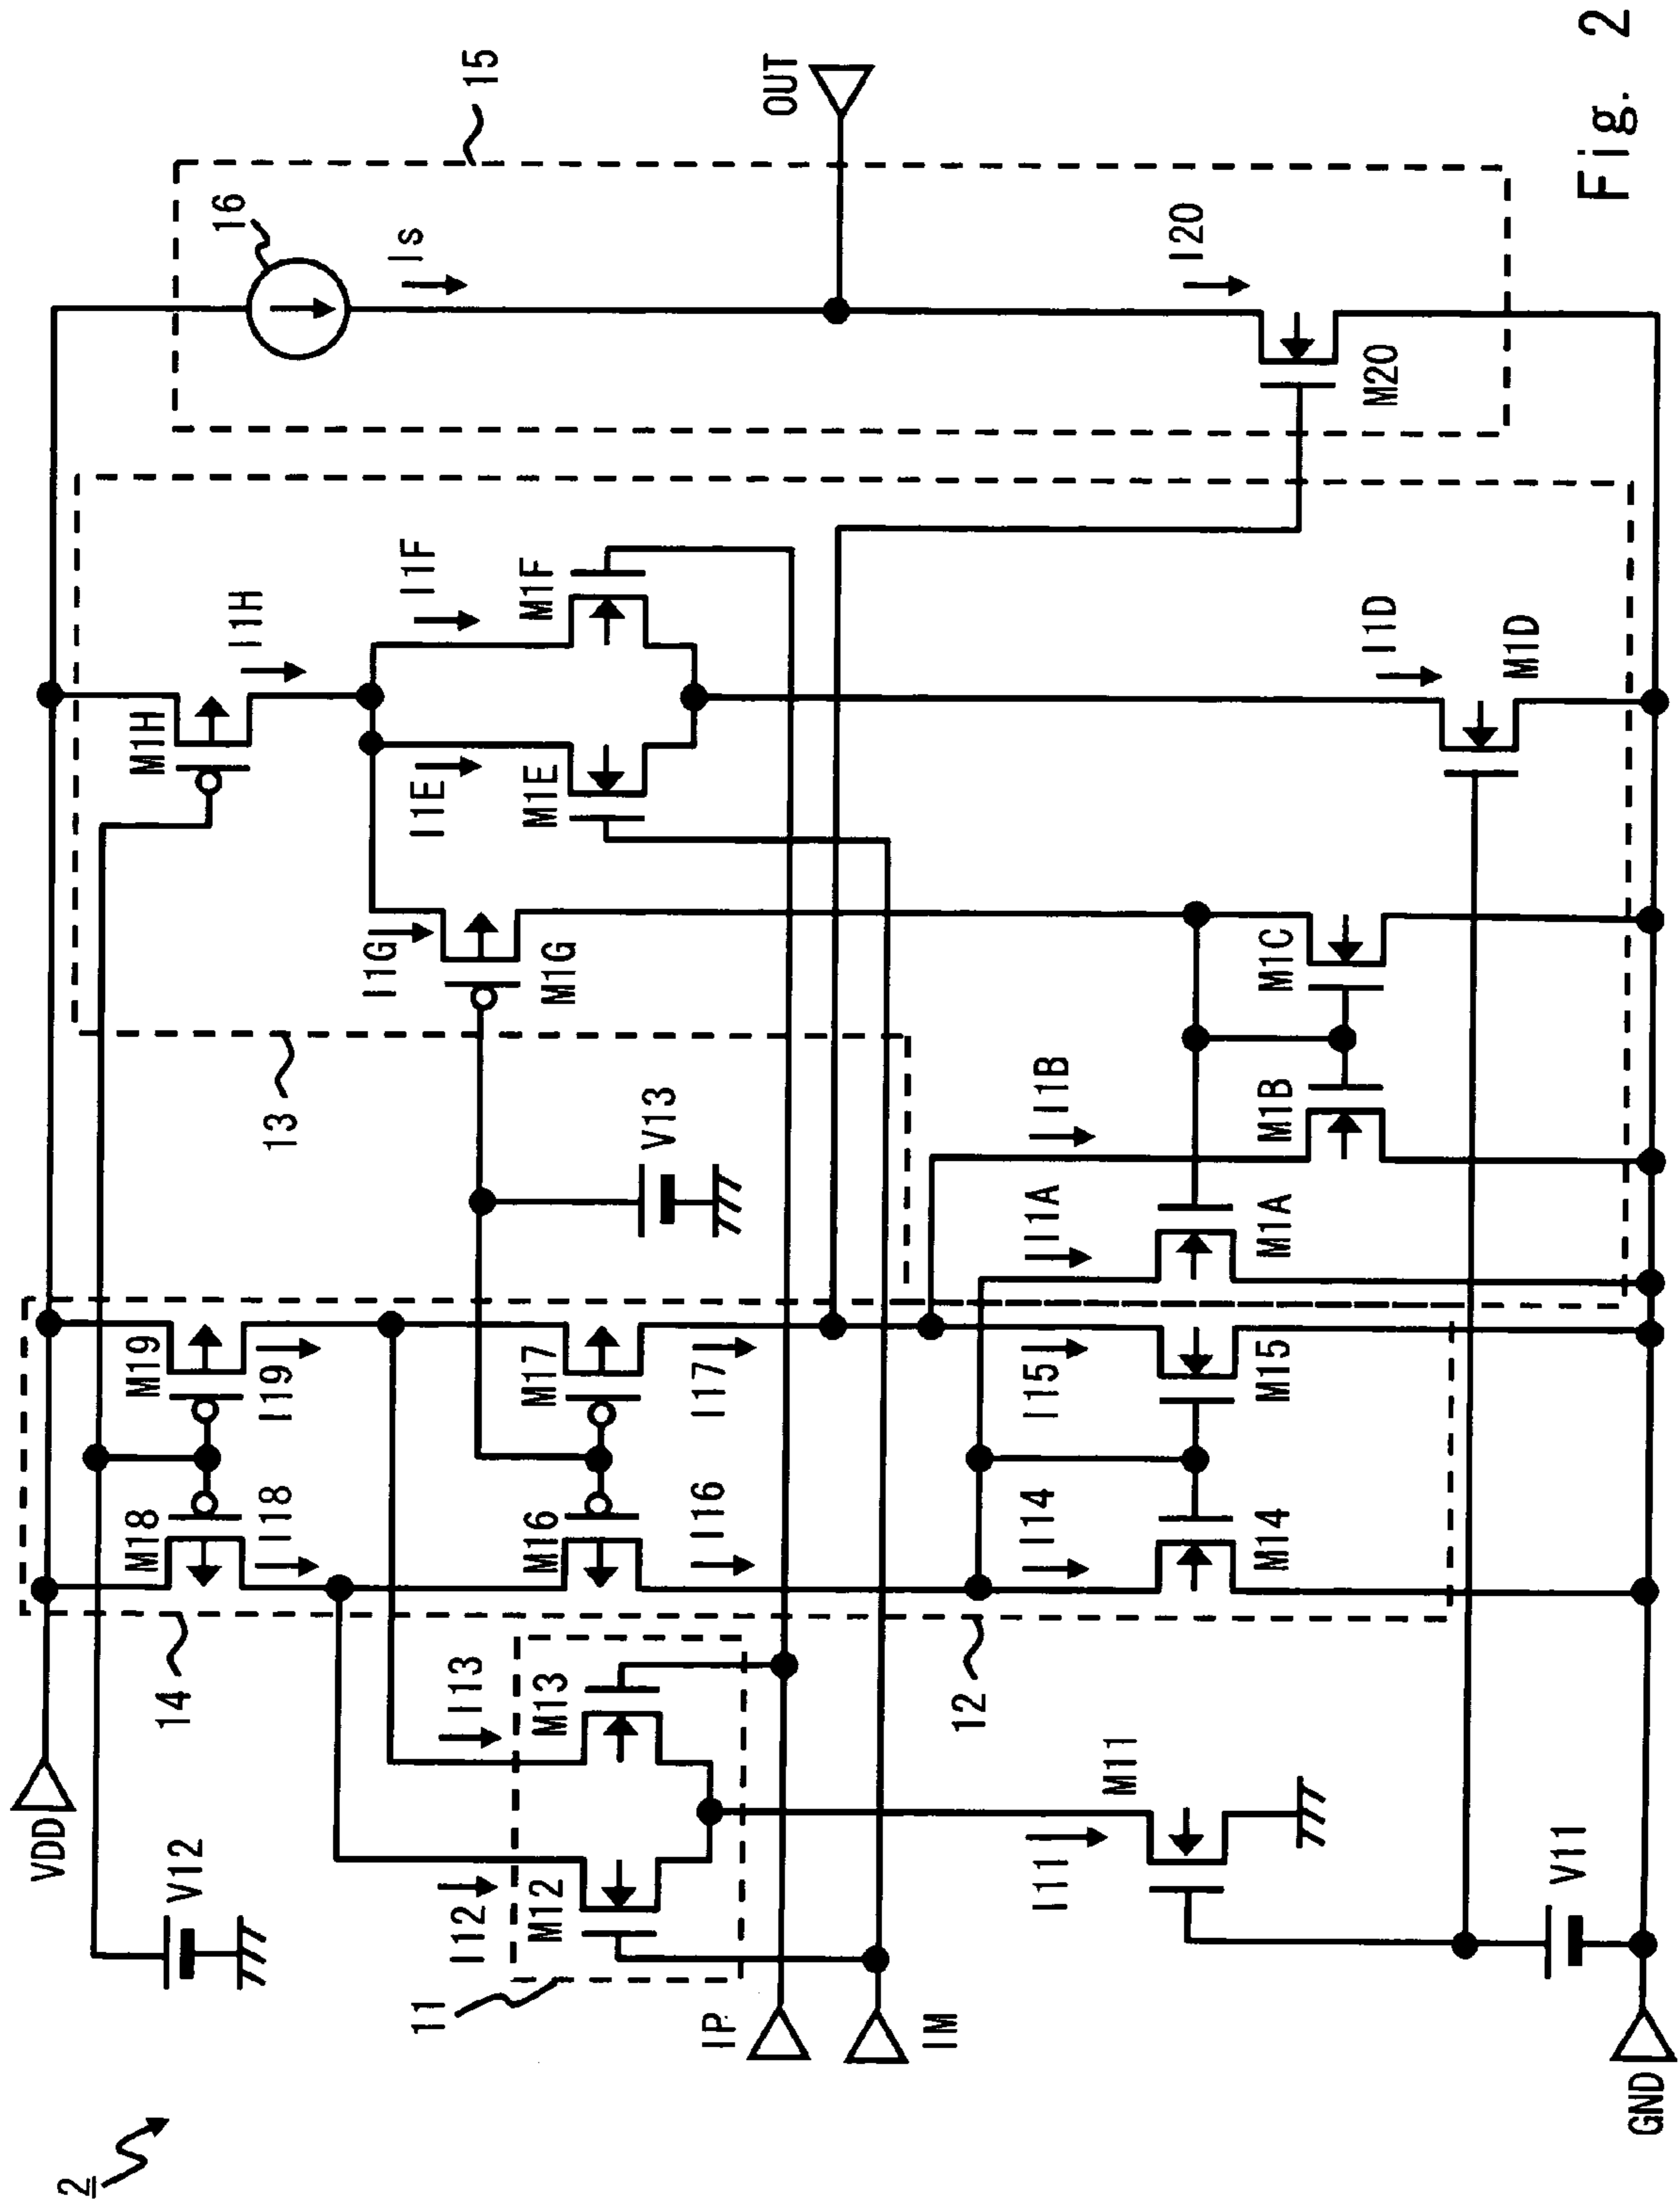 2
VDD
V12
14
M18
I18
M19
I19
M1H
I1H
16
Is
15
11
I12
I13
M12
M13
M16
I16
M17
I17
13
V13
I1G
M1G
I1E
M1E
I1F
M1F
OUT
IP
IM
12
I11
M11
I14
M14
I15
M15
I1A
M1A
I1B
M1B
M1C
I1D
M1D
I20
M20
V11
GND
Fig. 2